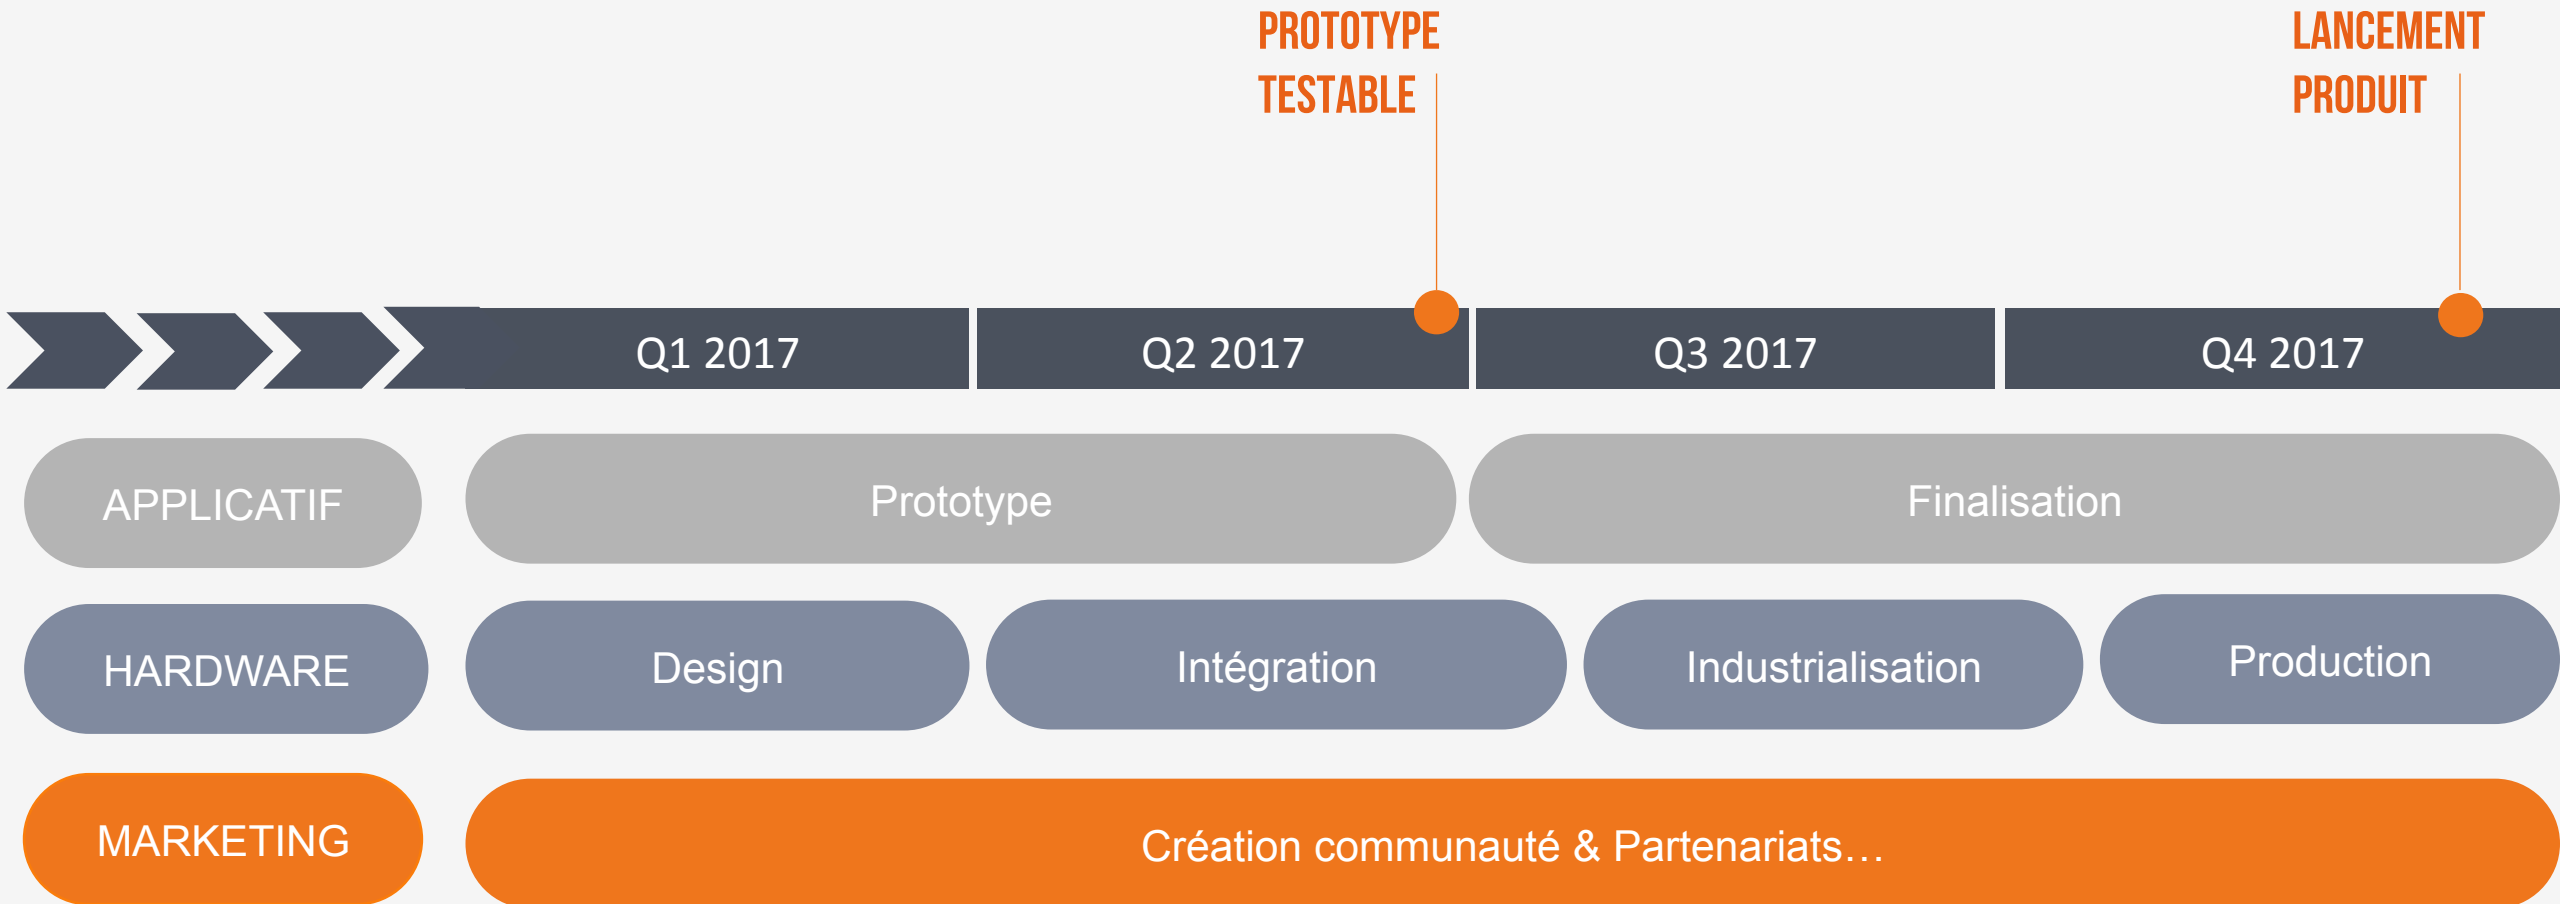 PROTOTYPE
TESTABLE
LANCEMENT
PRODUIT
Q1 2017
Q2 2017
Q3 2017
Q4 2017
APPLICATIF
Prototype
Finalisation
HARDWARE
Design
Intégration
Industrialisation
Production
MARKETING
Création communauté & Partenariats…